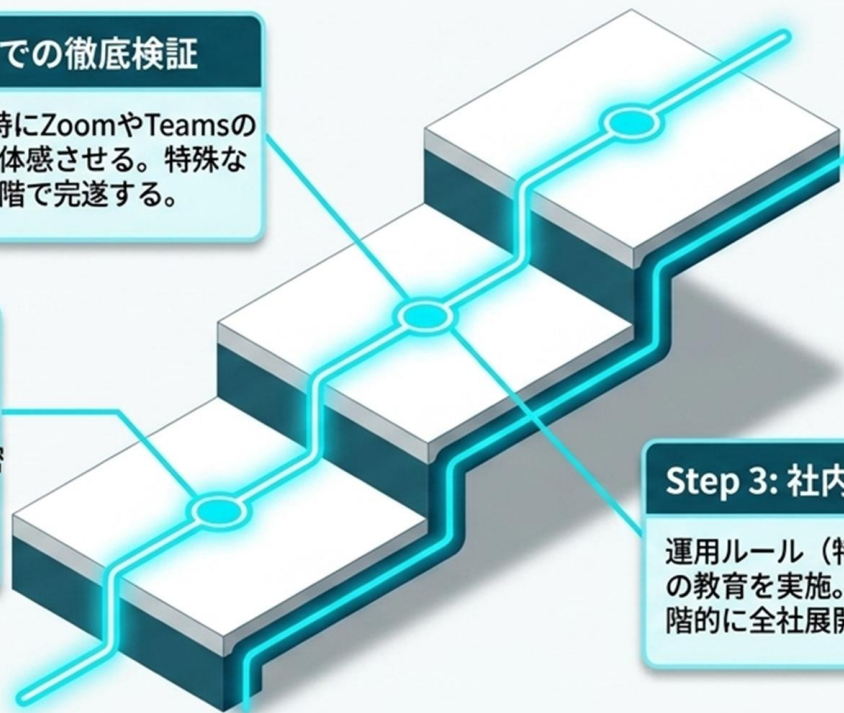 での徹底検証
時にZoomやTeamsの
体感させる。特殊な
階で完遂する。
Step 3: 社内
運用ルール（特
の教育を実施。
階的に全社展開